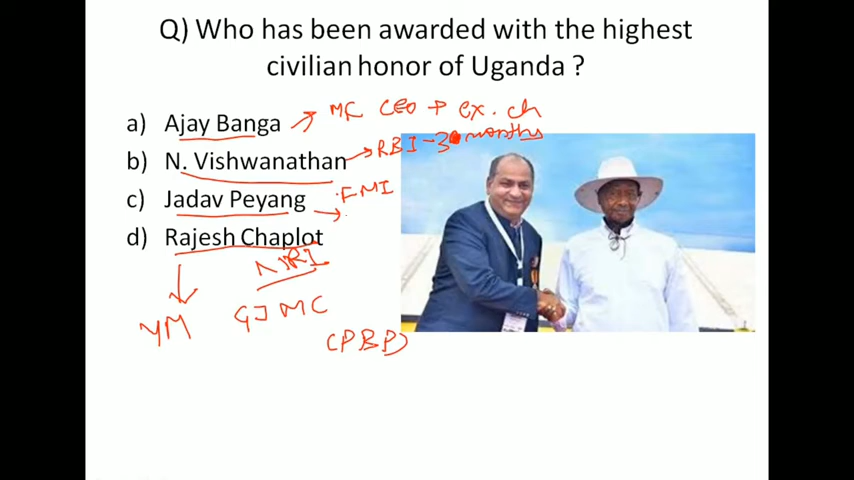 Q) Who has been awarded with the highest
civilian honor of Uganda ?
a) Ajay Banga
MC CEO + ex. ch
b) N. Vishwanathan
RBI - 3 months
c) Jadav Peyang
FMI
d) Rajesh Chaplot
NRI
YM
GJMC
(PBP)